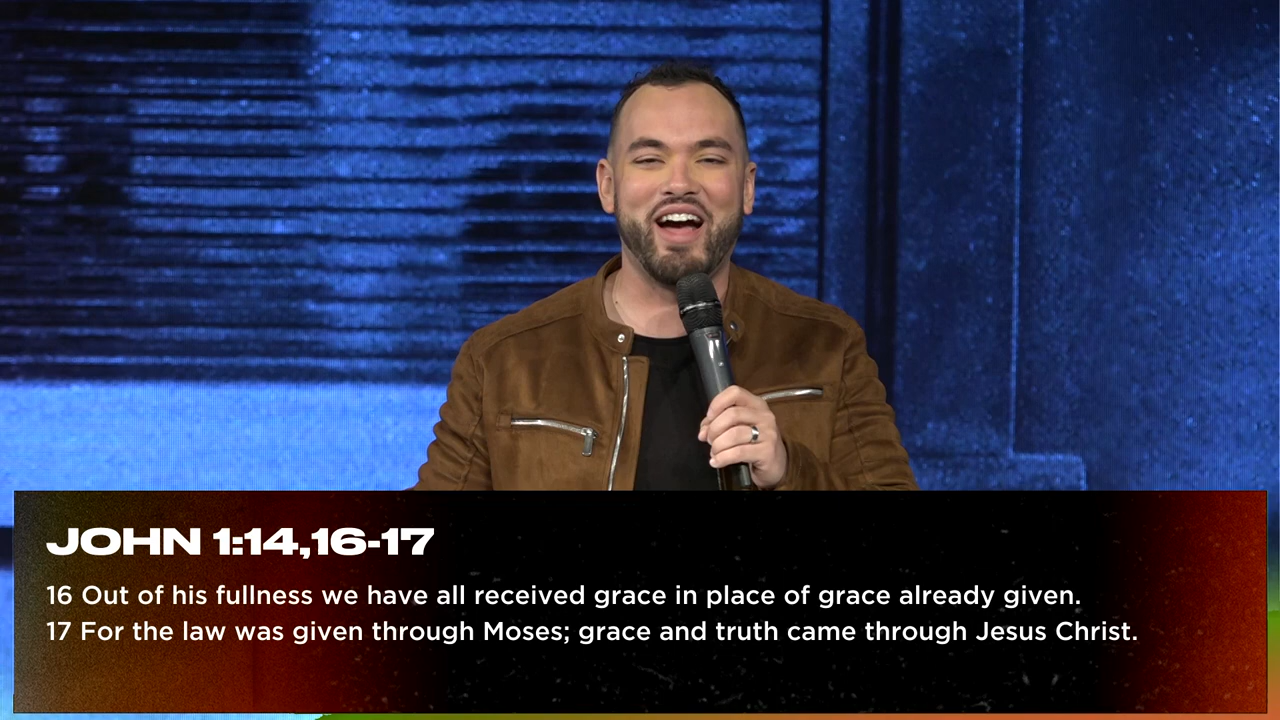 JOHN 1:14,16-17
16 Out of his fullness we have all received grace in place of grace already given.
17 For the law was given through Moses; grace and truth came through Jesus Christ.